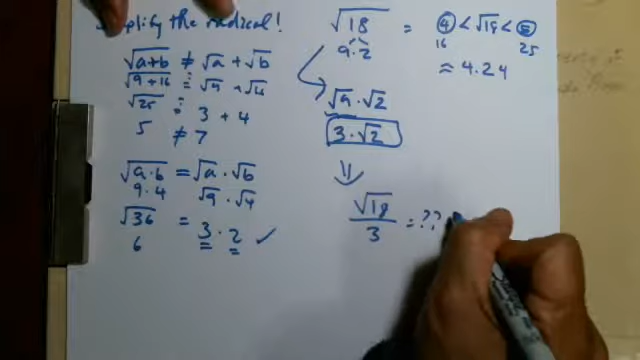 the radical!
√a+b ≠ √a + √b
√9+16 = √9 + √16
√25 3 + 4
5 ≠ 7
√a·b = √a · √b
9·4 √9 · √4
√36 = 3 · 2 ✓
6
√18 = 4 < √18 < 5
9·2 16 25
≈ 4.24
√9 · √2
3·√2
√18
3 = ??